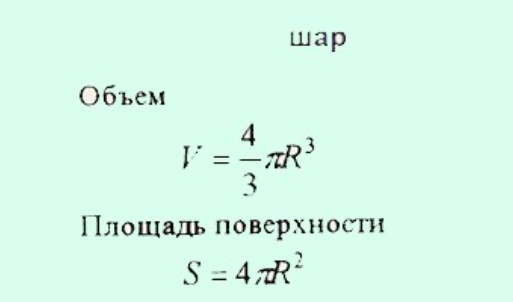 шар
Объем
V = 4/3 πR³
Площадь поверхности
S = 4πR²